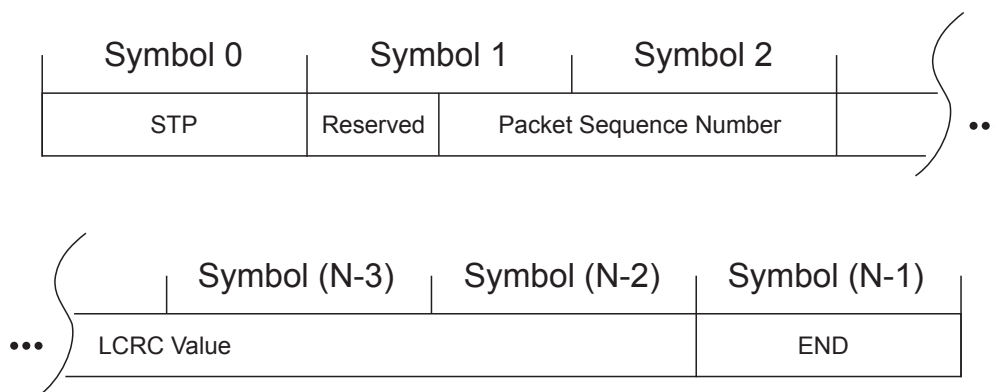 Symbol 0 Symbol 1 Symbol 2
STP Reserved Packet Sequence Number ••
Symbol (N-3) Symbol (N-2) Symbol (N-1)
••• LCRC Value END